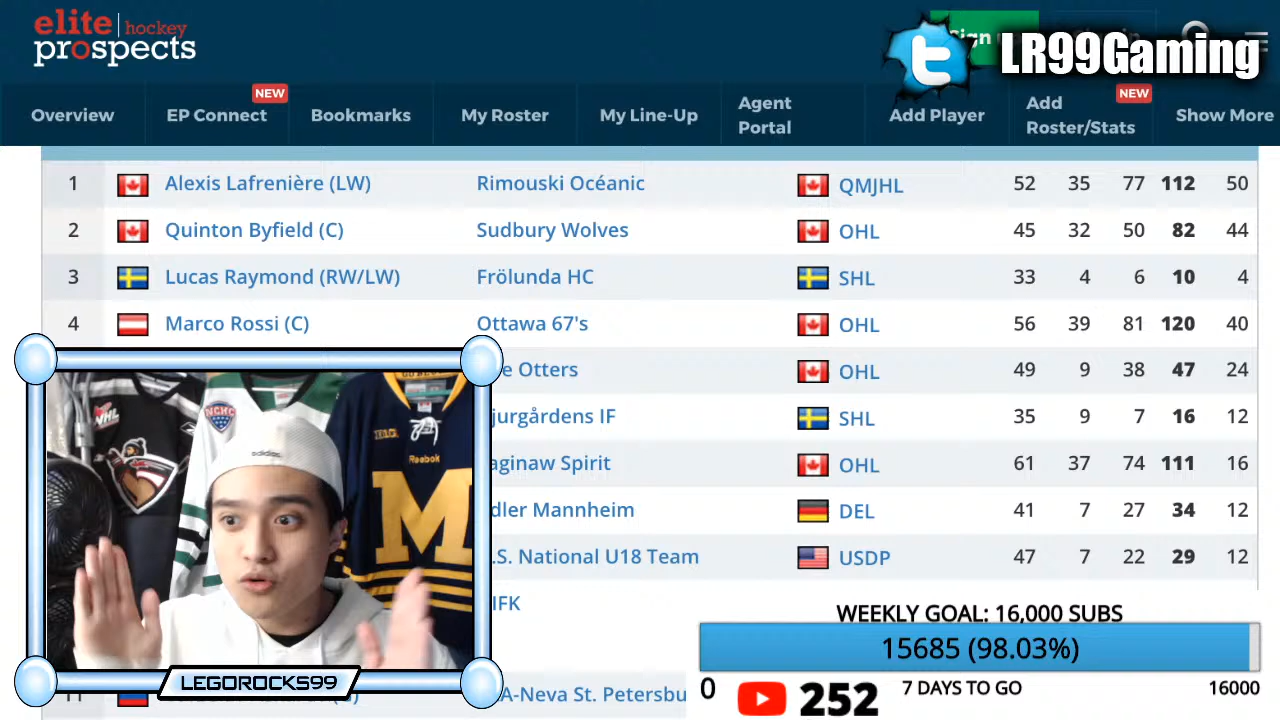 elite hockey
prospects
LR99Gaming
Overview
EP Connect
NEW
Bookmarks
My Roster
My Line-Up
Agent
Portal
Add Player
Add
Roster/Stats
NEW
Show More
1 Alexis Lafrenière (LW) Rimouski Océanic QMJHL 52 35 77 112 50
2 Quinton Byfield (C) Sudbury Wolves OHL 45 32 50 82 44
3 Lucas Raymond (RW/LW) Frölunda HC SHL 33 4 6 10 4
4 Marco Rossi (C) Ottawa 67's OHL 56 39 81 120 40
e Otters OHL 49 9 38 47 24
jurgårdens IF SHL 35 9 7 16 12
aginaw Spirit OHL 61 37 74 111 16
dler Mannheim DEL 41 7 27 34 12
.S. National U18 Team USDP 47 7 22 29 12
IFK
A-Neva St. Petersbu
WHL
NCHC
adidas
Reebok
M
LEGOROCKS99
WEEKLY GOAL: 16,000 SUBS
15685 (98.03%)
0 252 7 DAYS TO GO 16000